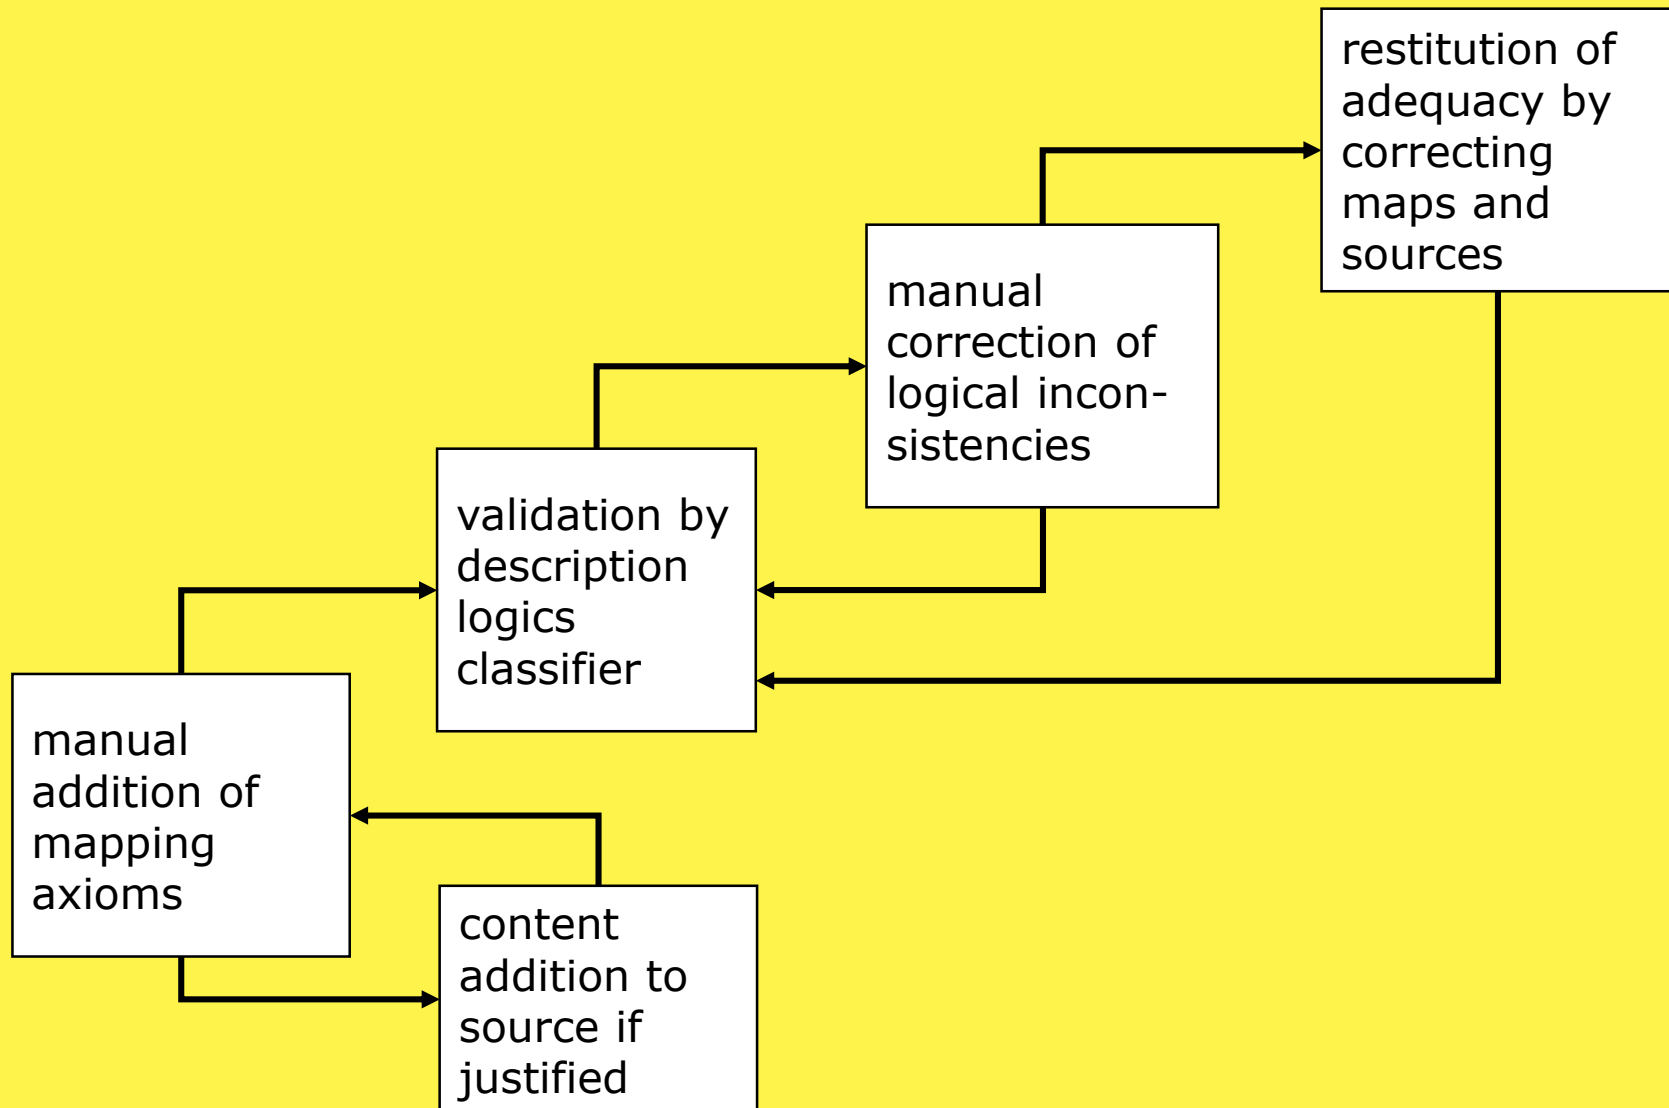 restitution of
adequacy by
correcting
maps and
sources
manual
correction of
logical incon-
sistencies
validation by
description
logics
classifier
manual
addition of
mapping
axioms
content
addition to
source if
justified